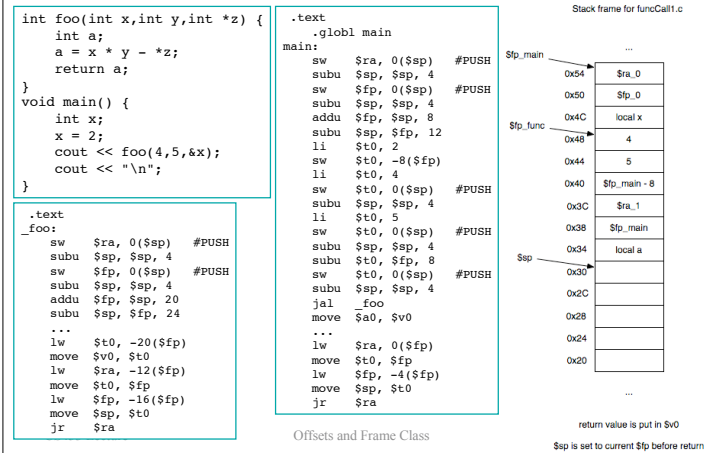 int foo(int x,int y,int *z) {
int a;
a = x * y - *z;
return a;
}
void main() {
int x;
x = 2;
cout << foo(4,5,&x);
cout << "\n";
}
.text
_foo:
sw $ra, 0($sp) #PUSH
subu $sp, $sp, 4
sw $fp, 0($sp) #PUSH
subu $sp, $sp, 4
addu $fp, $sp, 20
subu $sp, $fp, 24
...
lw $t0, -20($fp)
move $v0, $t0
lw $ra, -12($fp)
move $t0, $fp
lw $fp, -16($fp)
move $sp, $t0
jr $ra
.text
.globl main
main:
sw $ra, 0($sp) #PUSH
subu $sp, $sp, 4
sw $fp, 0($sp) #PUSH
subu $sp, $sp, 4
addu $fp, $sp, 8
subu $sp, $fp, 12
li $t0, 2
sw $t0, -8($fp)
li $t0, 4
sw $t0, 0($sp) #PUSH
subu $sp, $sp, 4
li $t0, 5
sw $t0, 0($sp) #PUSH
subu $sp, $sp, 4
subu $t0, $fp, 8
sw $t0, 0($sp) #PUSH
subu $sp, $sp, 4
jal _foo
move $a0, $v0
...
lw $ra, 0($fp)
move $t0, $fp
lw $fp, -4($fp)
move $sp, $t0
jr $ra
Offsets and Frame Class
Stack frame for funcCall1.c
...
$fp_main
0x54 $ra_0
0x50 $fp_0
0x4C local x
$fp_func
0x48 4
0x44 5
0x40 $fp_main - 8
0x3C $ra_1
0x38 $fp_main
0x34 local a
$sp
0x30
0x2C
0x28
0x24
0x20
...
return value is put in $v0
$sp is set to current $fp before return